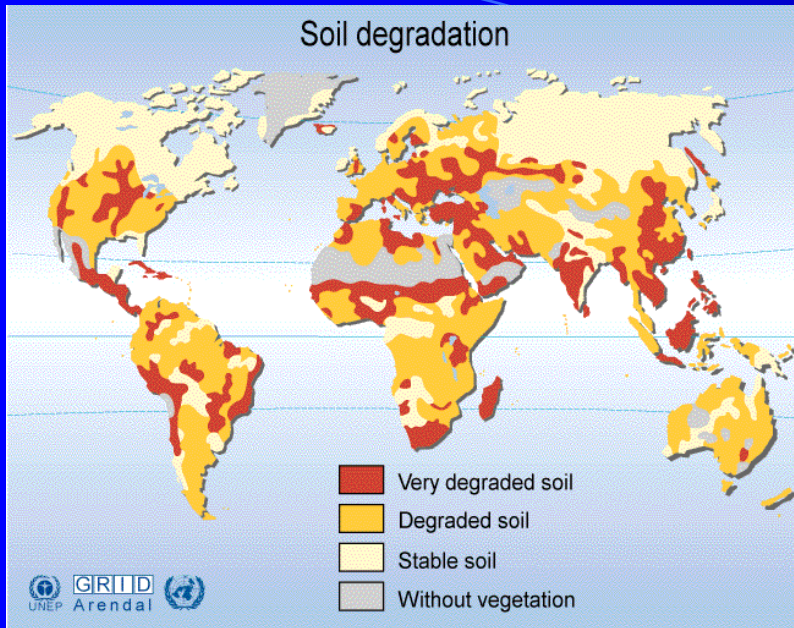 Soil degradation
Very degraded soil
Degraded soil
Stable soil
Without vegetation
UNEP
GRID
Arendal